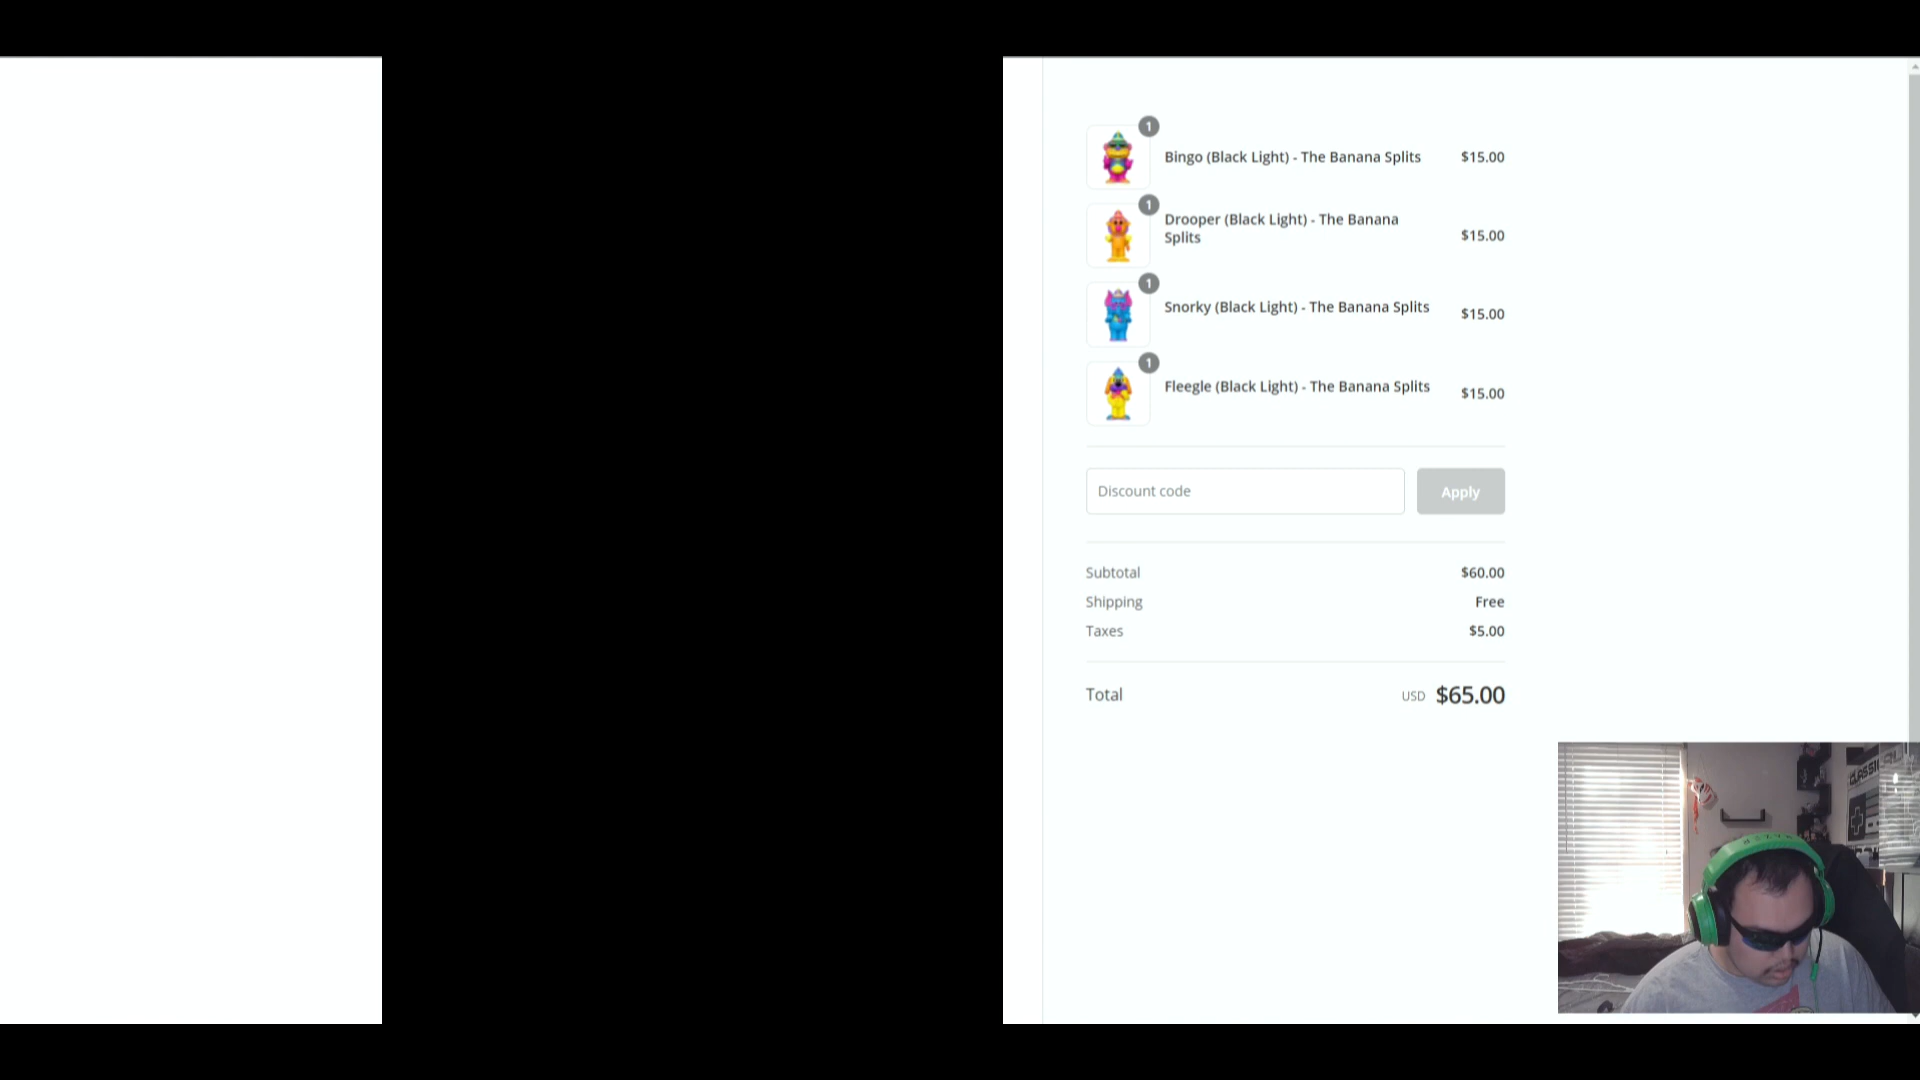 1
Bingo (Black Light) - The Banana Splits $15.00
1
Drooper (Black Light) - The Banana
Splits
$15.00
1
Snorky (Black Light) - The Banana Splits $15.00
1
Fleegle (Black Light) - The Banana Splits $15.00
Discount code Apply
Subtotal $60.00
Shipping Free
Taxes $5.00
Total USD $65.00